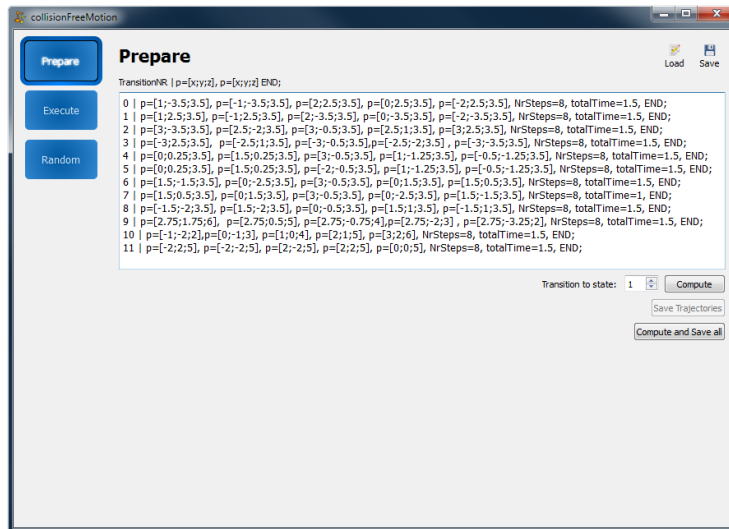 collisionFreeMotion
Prepare
Execute
Random
Prepare
Load
Save
TransitionNR | p=[x;y;z], p=[x;y;z] END;
0 | p=[1;-3.5;3.5], p=[-1;-3.5;3.5], p=[2;2.5;3.5], p=[0;2.5;3.5], p=[-2;2.5;3.5], NrSteps=8, totalTime=1.5, END;
1 | p=[1;2.5;3.5], p=[-1;2.5;3.5], p=[2;-3.5;3.5], p=[0;-3.5;3.5], p=[-2;-3.5;3.5], NrSteps=8, totalTime=1.5, END;
2 | p=[3;-3.5;3.5], p=[2.5;-2;3.5], p=[3;-0.5;3.5], p=[2.5;1;3.5], p=[3;2.5;3.5], NrSteps=8, totalTime=1.5, END;
3 | p=[-3;2.5;3.5],  p=[-2.5;1;3.5], p=[-3;-0.5;3.5],p=[-2.5;-2;3.5] , p=[-3;-3.5;3.5], NrSteps=8, totalTime=1.5, END;
4 | p=[0;0.25;3.5], p=[1.5;0.25;3.5], p=[3;-0.5;3.5], p=[1;-1.25;3.5], p=[-0.5;-1.25;3.5], NrSteps=8, totalTime=1.5, END;
5 | p=[0;0.25;3.5], p=[1.5;0.25;3.5], p=[-2;-0.5;3.5], p=[1;-1.25;3.5], p=[-0.5;-1.25;3.5], NrSteps=8, totalTime=1.5, END;
6 | p=[1.5;-1.5;3.5], p=[0;-2.5;3.5], p=[3;-0.5;3.5], p=[0;1.5;3.5], p=[1.5;0.5;3.5], NrSteps=8, totalTime=1.5, END;
7 | p=[1.5;0.5;3.5], p=[0;1.5;3.5], p=[3;-0.5;3.5], p=[0;-2.5;3.5], p=[1.5;-1.5;3.5], NrSteps=8, totalTime=1, END;
8 | p=[-1.5;-2;3.5], p=[1.5;-2;3.5], p=[0;-0.5;3.5], p=[1.5;1;3.5], p=[-1.5;1;3.5], NrSteps=8, totalTime=1.5, END;
9 | p=[2.75;1.75;6],  p=[2.75;0.5;5], p=[2.75;-0.75;4],p=[2.75;-2;3] , p=[2.75;-3.25;2], NrSteps=8, totalTime=1.5, END;
10 | p=[-1;-2;2],p=[0;-1;3], p=[1;0;4], p=[2;1;5], p=[3;2;6], NrSteps=8, totalTime=1.5, END;
11 | p=[-2;2;5], p=[-2;-2;5], p=[2;-2;5], p=[2;2;5], p=[0;0;5], NrSteps=8, totalTime=1.5, END;
Transition to state: 1 Compute
Save Trajectories
Compute and Save all